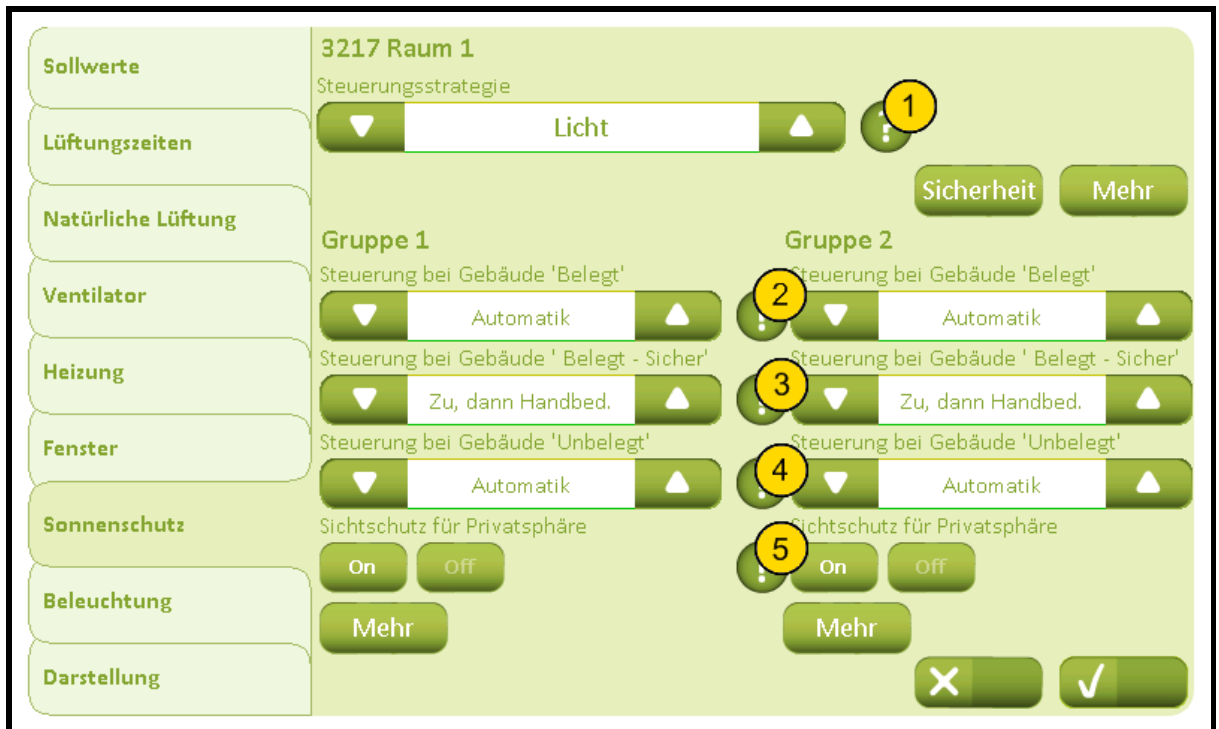 Sollwerte
Lüftungszeiten
Natürliche Lüftung
Ventilator
Heizung
Fenster
Sonnenschutz
Beleuchtung
Darstellung
3217 Raum 1
Steuerungsstrategie
Licht
?
1
Sicherheit Mehr
Gruppe 1 Gruppe 2
Steuerung bei Gebäude 'Belegt' 2 Steuerung bei Gebäude 'Belegt'
Automatik Automatik
Steuerung bei Gebäude ' Belegt - Sicher' 3 Steuerung bei Gebäude ' Belegt - Sicher'
Zu, dann Handbed. Zu, dann Handbed.
Steuerung bei Gebäude 'Unbelegt' 4 Steuerung bei Gebäude 'Unbelegt'
Automatik Automatik
Sichtschutz für Privatsphäre 5 Sichtschutz für Privatsphäre
On Off On Off
Mehr Mehr